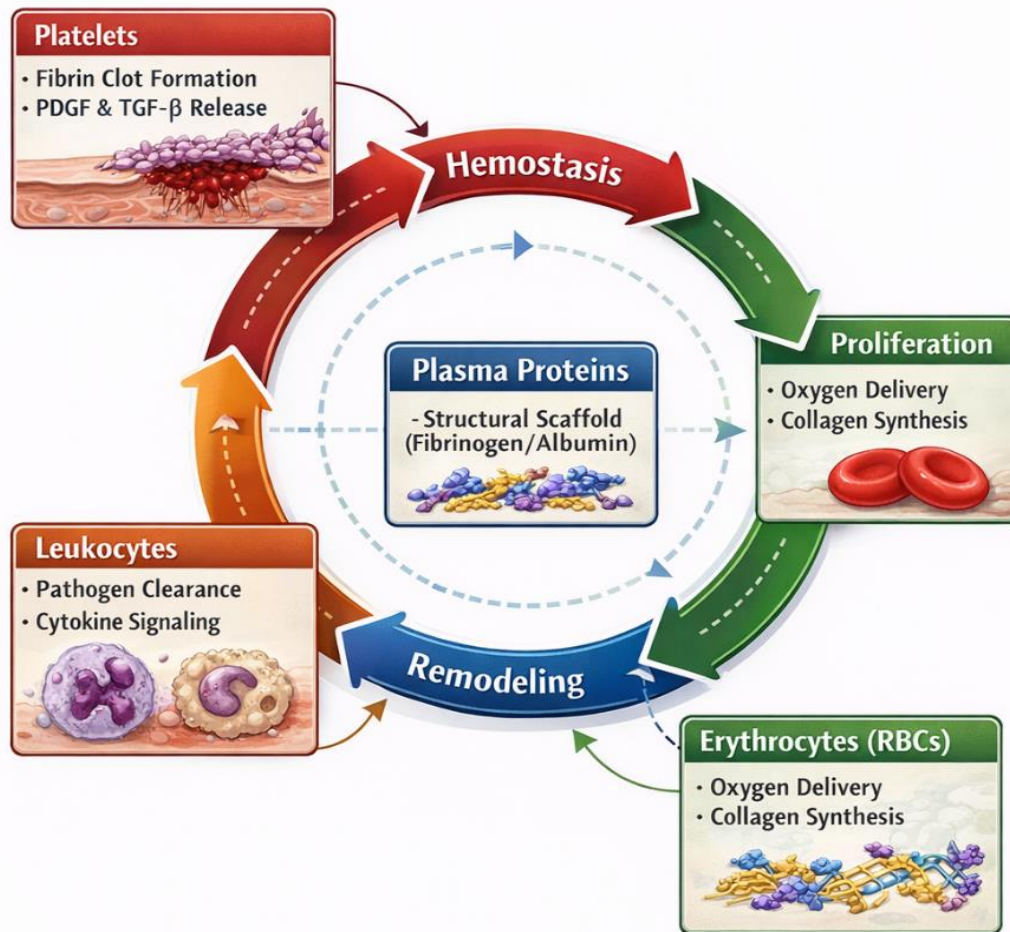 Platelets
• Fibrin Clot Formation
• PDGF & TGF-β Release
Hemostasis
Plasma Proteins
- Structural Scaffold
(Fibrinogen/Albumin)
Proliferation
• Oxygen Delivery
• Collagen Synthesis
Leukocytes
• Pathogen Clearance
• Cytokine Signaling
Remodeling
Erythrocytes (RBCs)
• Oxygen Delivery
• Collagen Synthesis